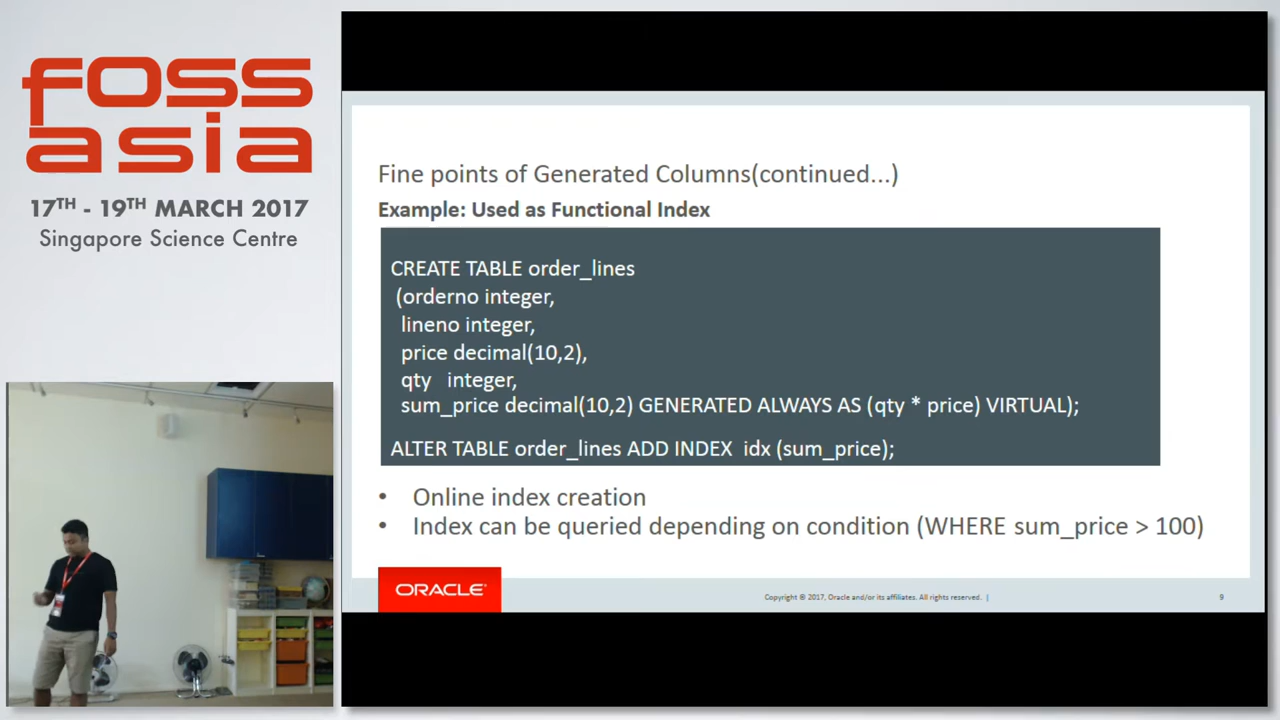 foss
asia
17TH - 19TH MARCH 2017
Singapore Science Centre
Fine points of Generated Columns(continued...)
Example: Used as Functional Index
CREATE TABLE order_lines
(orderno integer,
lineno integer,
price decimal(10,2),
qty   integer,
sum_price decimal(10,2) GENERATED ALWAYS AS (qty * price) VIRTUAL);
ALTER TABLE order_lines ADD INDEX  idx (sum_price);
• Online index creation
• Index can be queried depending on condition (WHERE sum_price > 100)
ORACLE®
Copyright © 2017, Oracle and/or its affiliates. All rights reserved. |
9